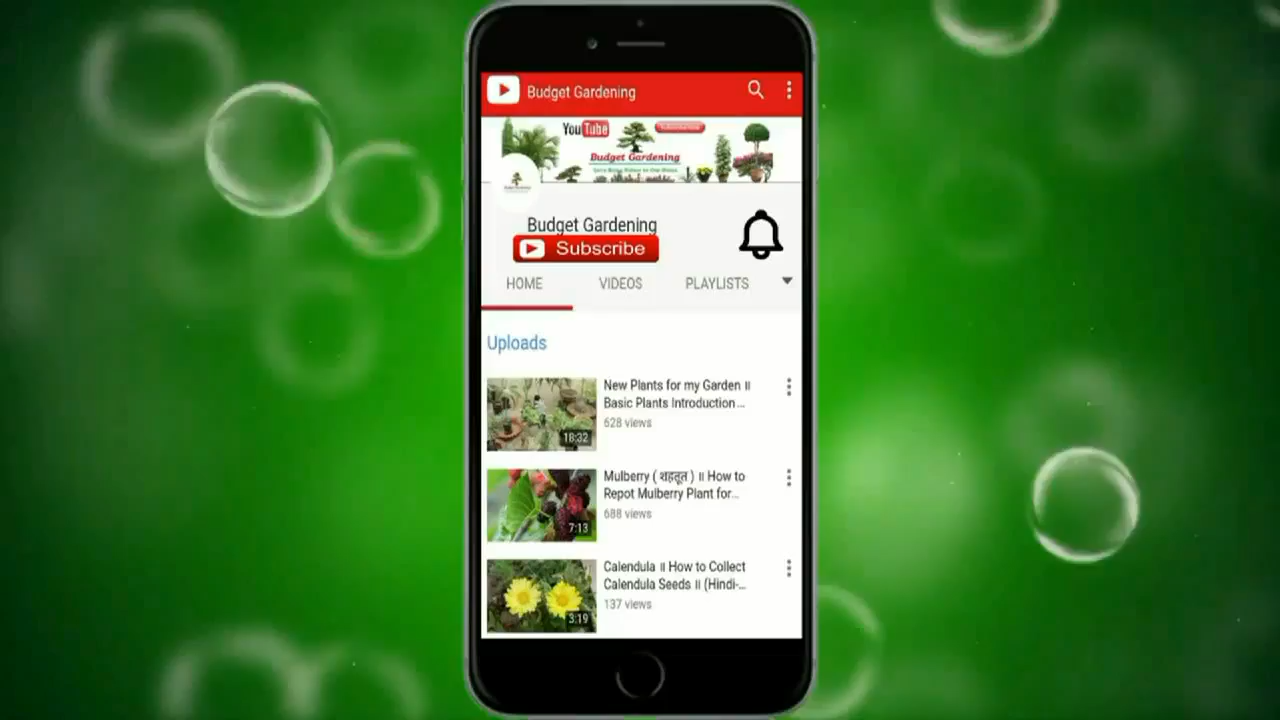 Budget Gardening
YouTube
Subscribe Now
Budget Gardening
Budget Gardening
Subscribe
HOME VIDEOS PLAYLISTS
Uploads
New Plants for my Garden ॥
Basic Plants Introduction...
628 views
18:32
Mulberry ( शहतूत ) ॥ How to
Repot Mulberry Plant for...
688 views
7:13
Calendula ॥ How to Collect
Calendula Seeds ॥ (Hindi-...
137 views
3:19